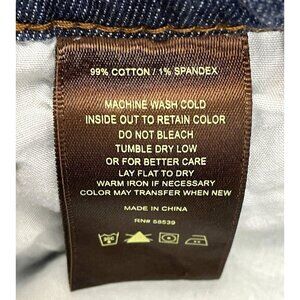 99% COTTON / 1% SPANDEX
MACHINE WASH COLD
INSIDE OUT TO RETAIN COLOR
DO NOT BLEACH
TUMBLE DRY LOW
OR FOR BETTER CARE
LAY FLAT TO DRY
WARM IRON IF NECESSARY
COLOR MAY TRANSFER WHEN NEW
MADE IN CHINA
RN# 58539